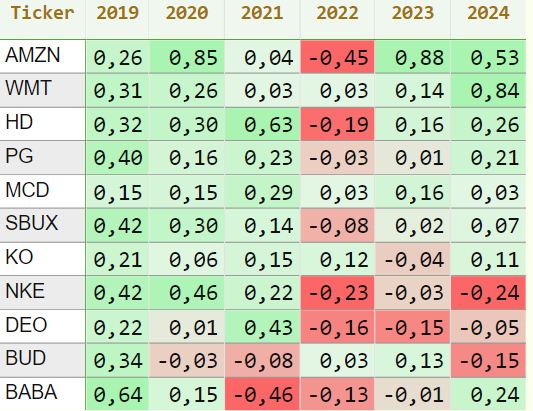 Ticker 2019 2020 2021 2022 2023 2024
AMZN 0,26 0,85 0,04 -0,45 0,88 0,53
WMT 0,31 0,26 0,03 0,03 0,14 0,84
HD 0,32 0,30 0,63 -0,19 0,16 0,26
PG 0,40 0,16 0,23 -0,03 0,01 0,21
MCD 0,15 0,15 0,29 0,03 0,16 0,03
SBUX 0,42 0,30 0,14 -0,08 0,02 0,07
KO 0,21 0,06 0,15 0,12 -0,04 0,11
NKE 0,42 0,46 0,22 -0,23 -0,03 -0,24
DEO 0,22 0,01 0,43 -0,16 -0,15 -0,05
BUD 0,34 -0,03 -0,08 0,03 0,13 -0,15
BABA 0,64 0,15 -0,46 -0,13 -0,01 0,24